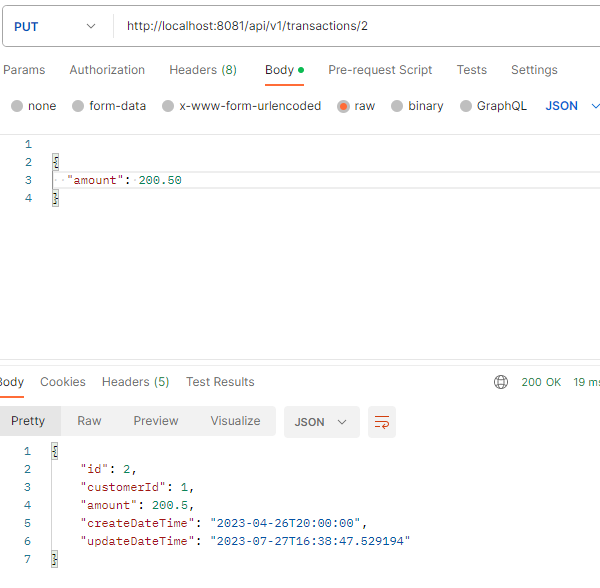 PUT http://localhost:8081/api/v1/transactions/2
Params Authorization Headers (8) Body Pre-request Script Tests Settings
none form-data x-www-form-urlencoded raw binary GraphQL JSON
1
2 {
3 "amount": 200.50
4 }
Body Cookies Headers (5) Test Results 200 OK 19 ms
Pretty Raw Preview Visualize JSON
1 {
2 "id": 2,
3 "customerId": 1,
4 "amount": 200.5,
5 "createDateTime": "2023-04-26T20:00:00",
6 "updateDateTime": "2023-07-27T16:38:47.529194"
7 }